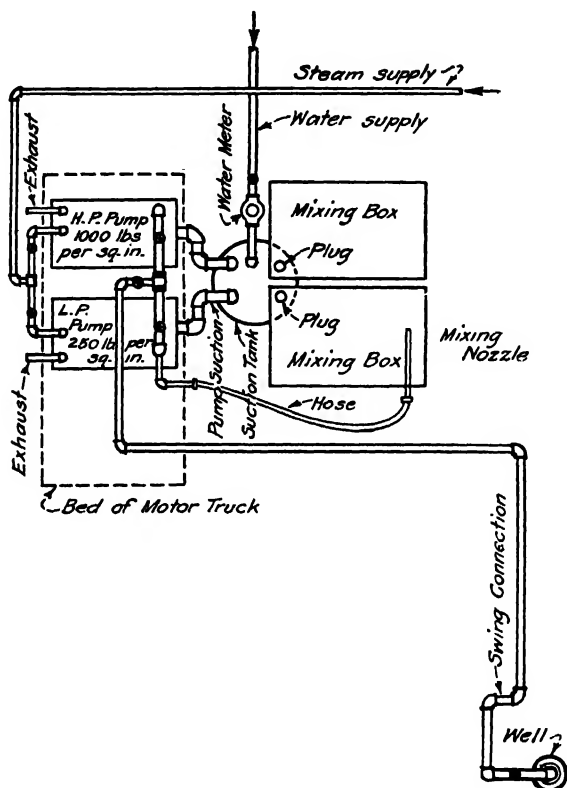 Steam supply
Water supply
Exhaust
Water Meter
H.P. Pump
1000 lbs
per sq. in.
Mixing Box
Plug
L.P.
Pump
250 lb. per
sq. in.
Plug
Mixing Box
Mixing
Nozzle
Pump Suction
Suction Tank
Hose
Exhaust
Bed of Motor Truck
Swing Connection
Well